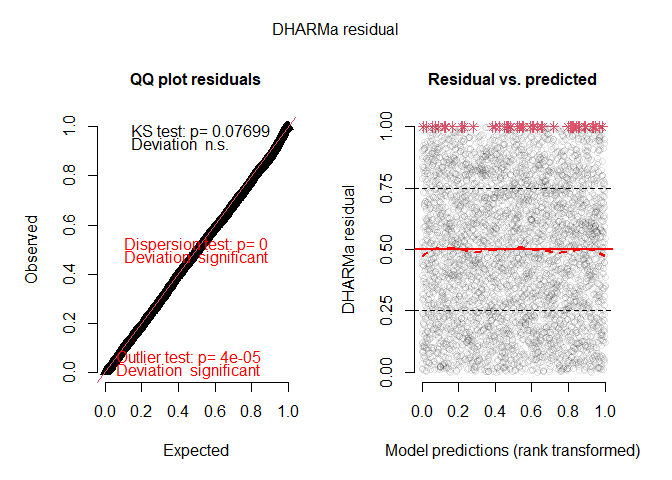 DHARMa residual
QQ plot residuals
KS test: p= 0.07699
Deviation n.s.
Dispersion test: p= 0
Deviation significant
Outlier test: p= 4e-05
Deviation significant
Observed
0.0 0.2 0.4 0.6 0.8 1.0
0.0 0.2 0.4 0.6 0.8 1.0
Expected
Residual vs. predicted
DHARMa residual
0.00 0.25 0.50 0.75 1.00
0.0 0.2 0.4 0.6 0.8 1.0
Model predictions (rank transformed)